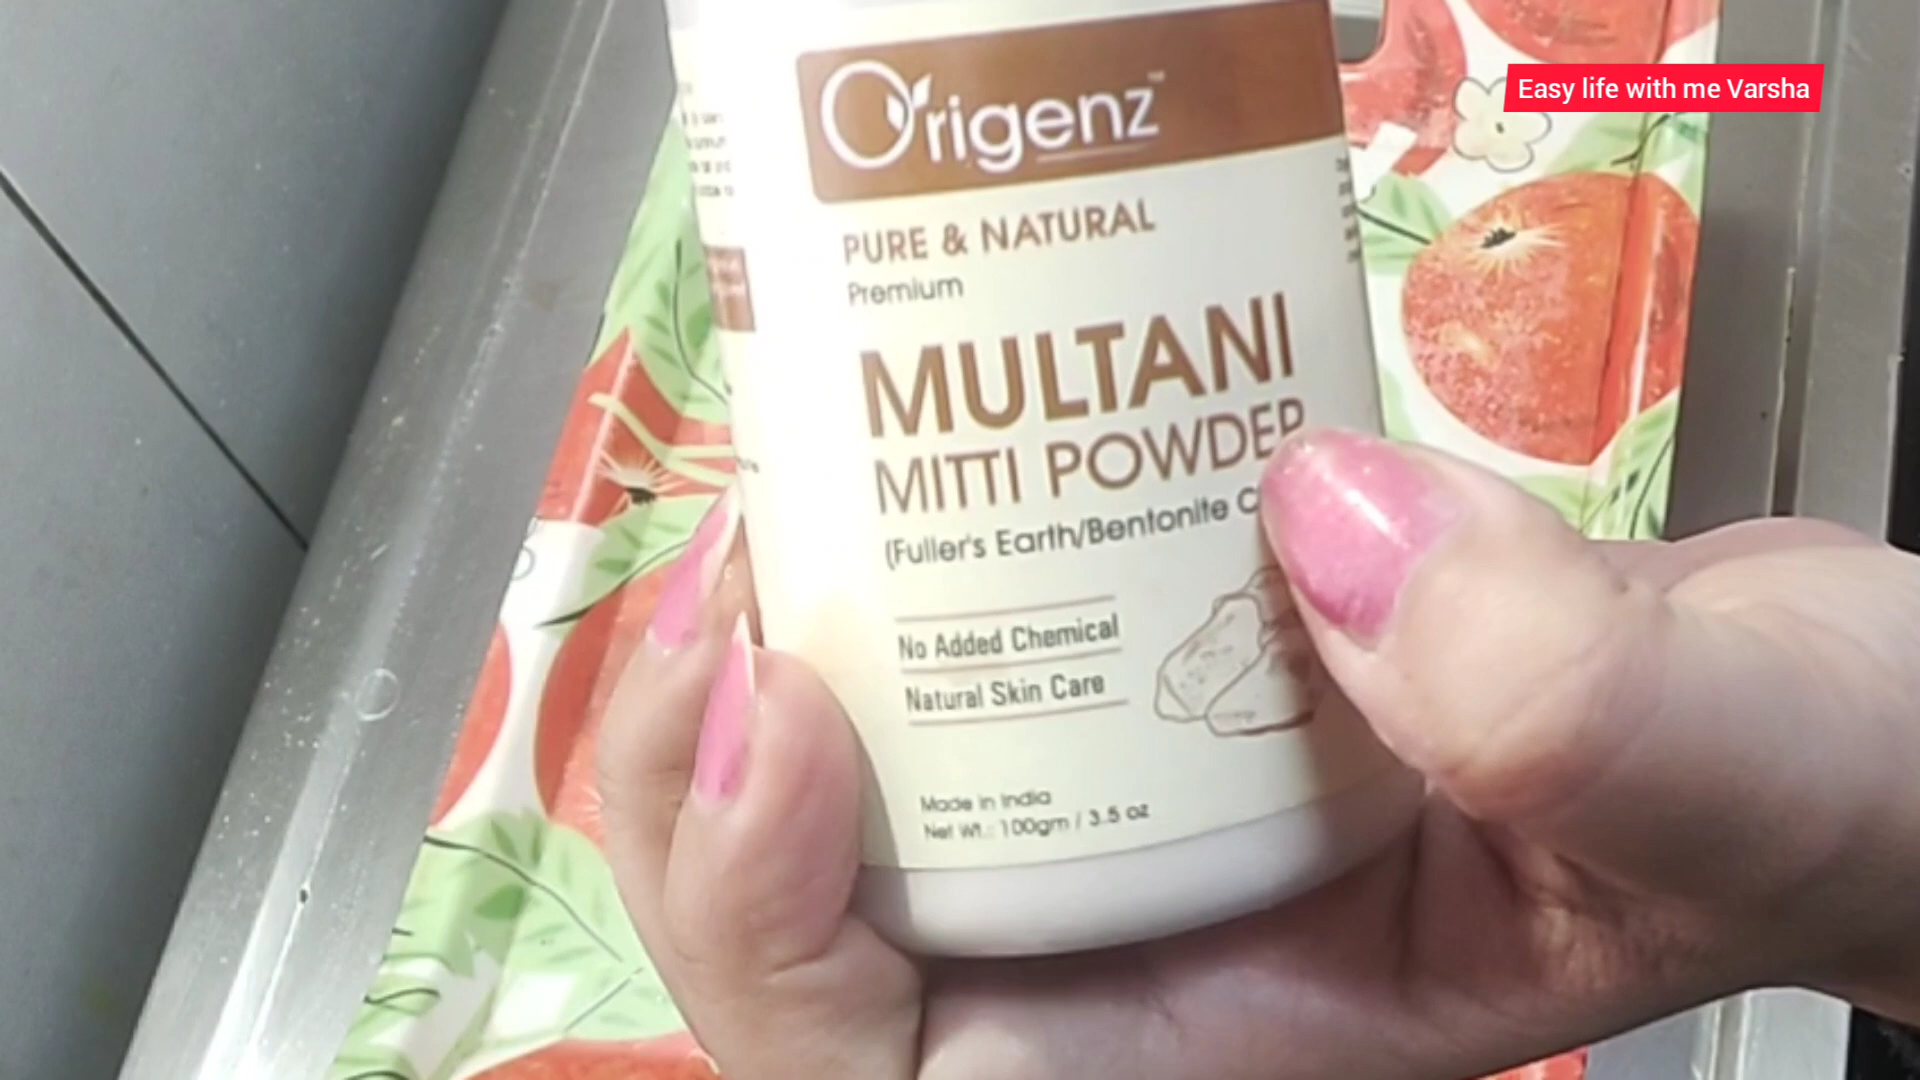 Easy life with me Varsha
Origenz™
PURE & NATURAL
Premium
MULTANI
MITTI POWDER
(Fuller's Earth/Bentonite
No Added Chemical
Natural Skin Care
Made in India
Net Wt.: 100gm / 3.5 oz